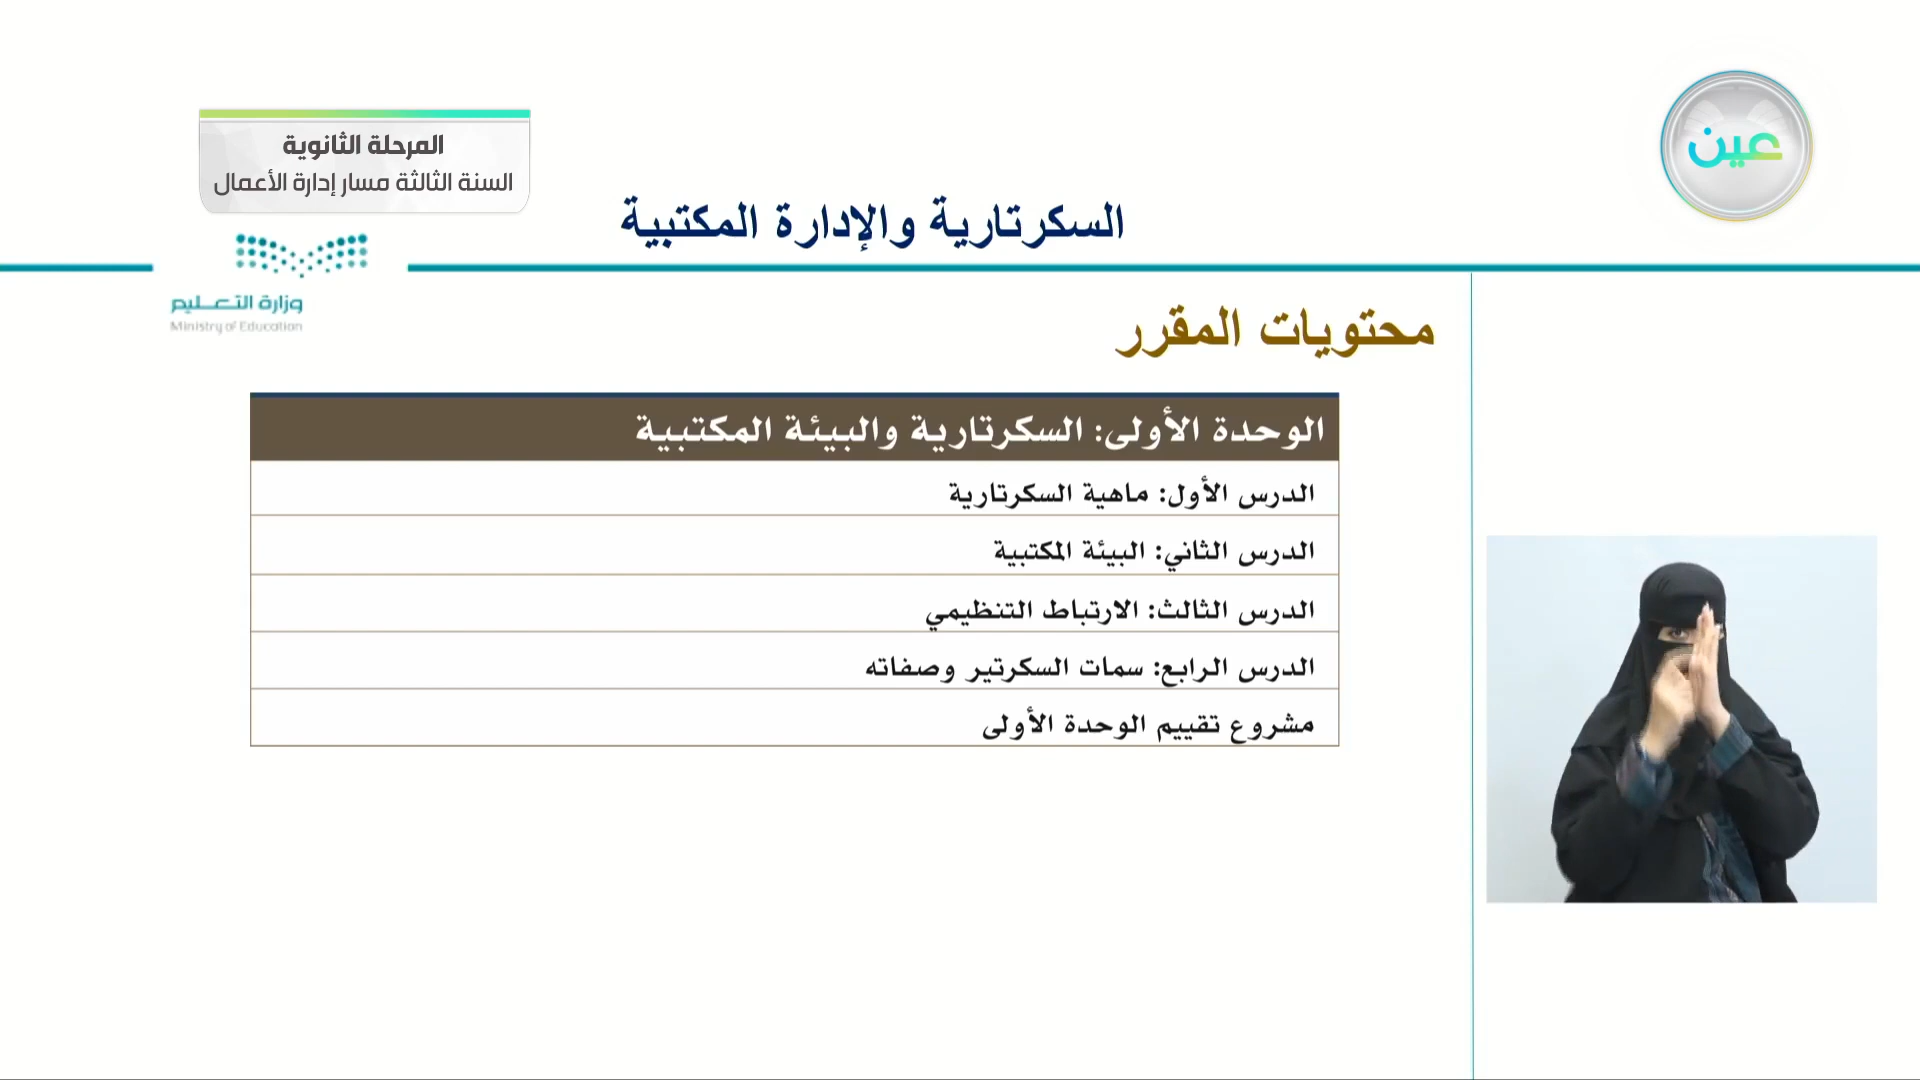 عين
المرحلة الثانوية
السنة الثالثة مسار إدارة الأعمال
السكرتارية والإدارة المكتبية
وزارة التعليم
Ministry of Education
محتويات المقرر
الوحدة الأولى: السكرتارية والبيئة المكتبية
الدرس الأول: ماهية السكرتارية
الدرس الثاني: البيئة المكتبية
الدرس الثالث: الارتباط التنظيمي
الدرس الرابع: سمات السكرتير وصفاته
مشروع تقييم الوحدة الأولى